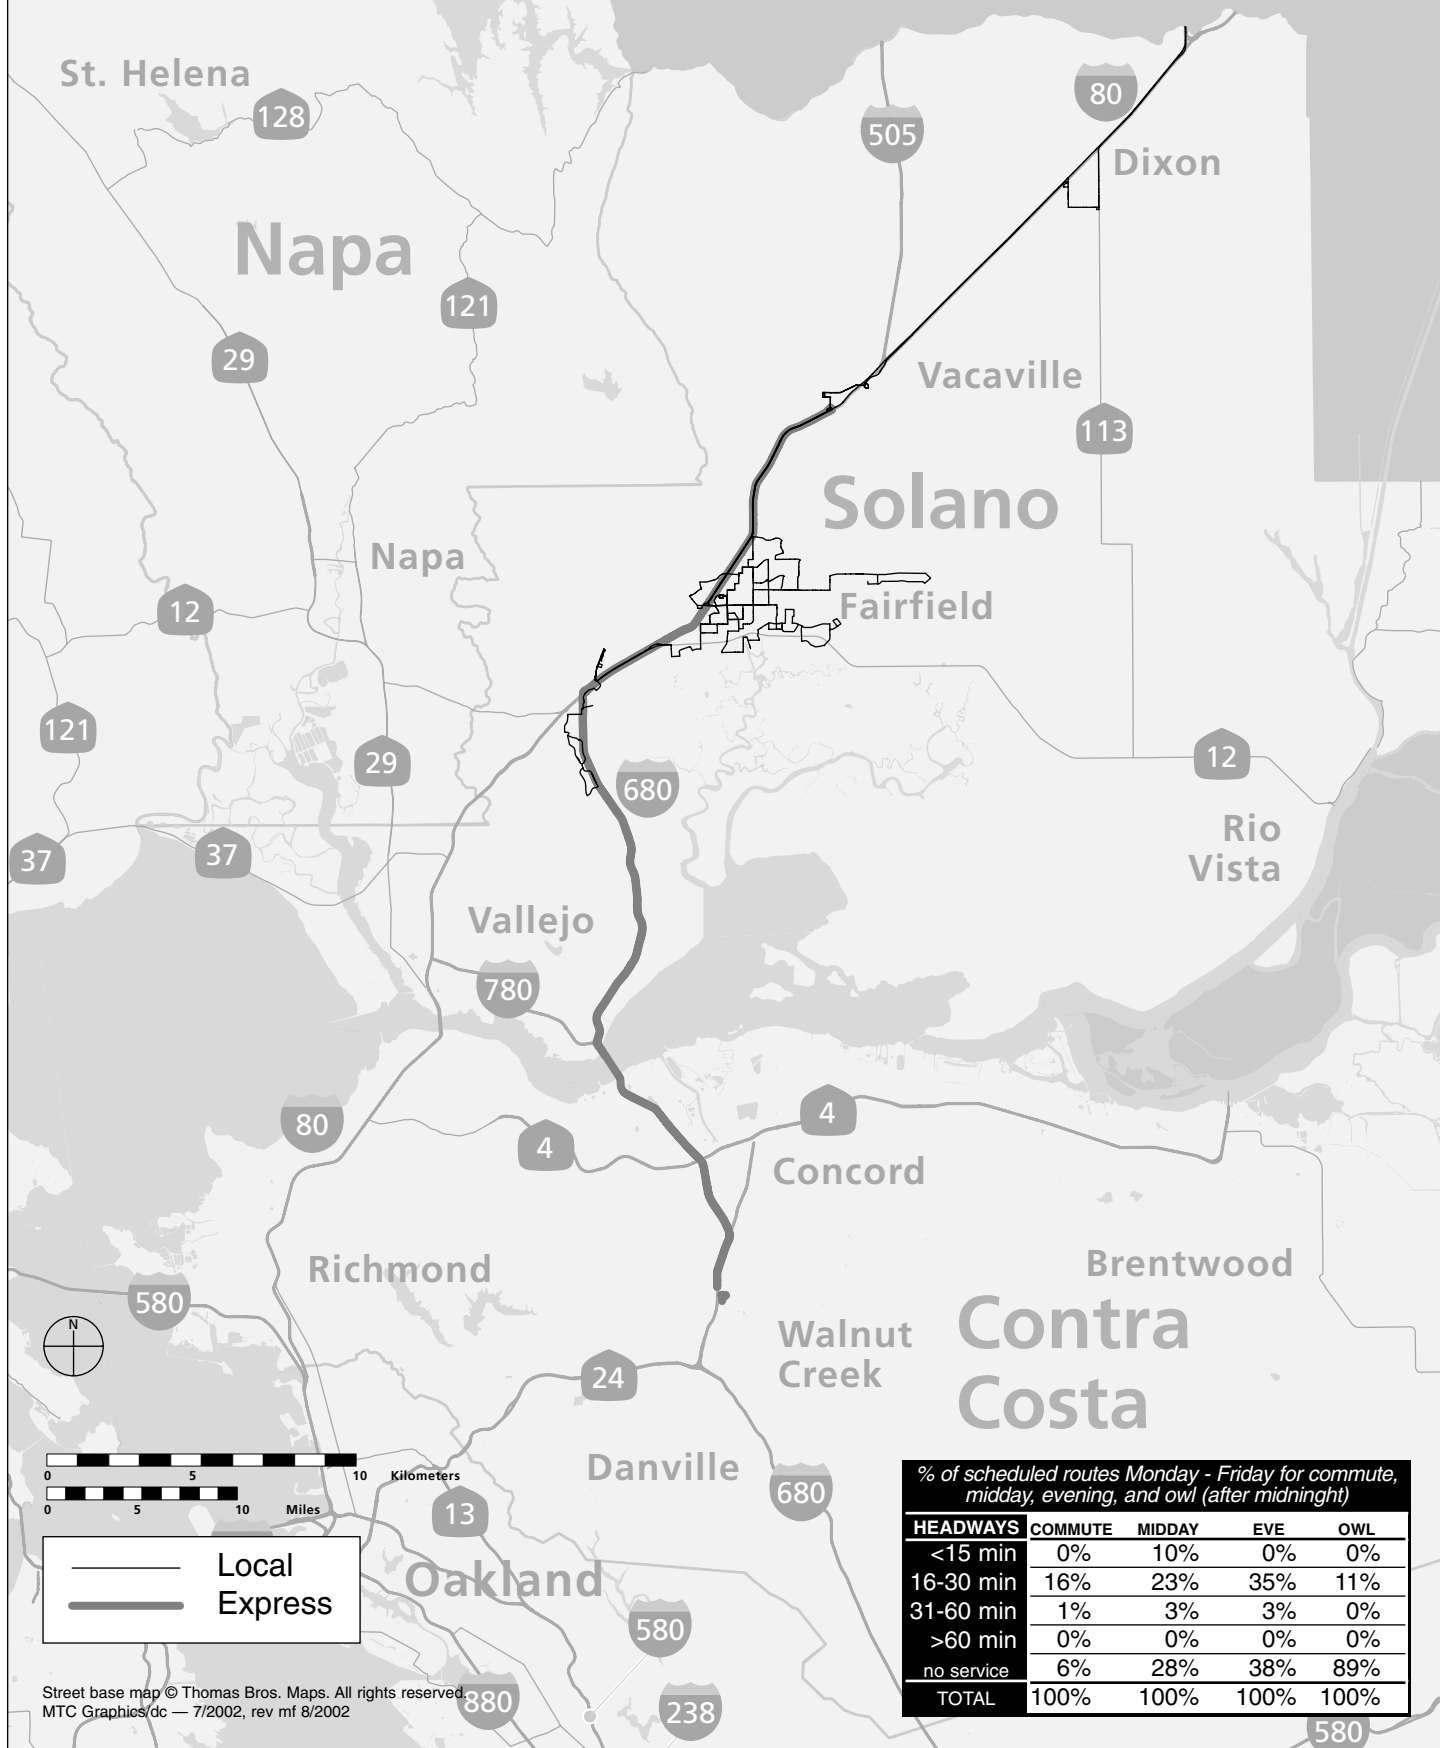 St. Helena
128
80
505
Dixon
Napa
121
29
Vacaville
113
Solano
Napa
12
Fairfield
121
29
680
12
Rio
Vista
37
37
Vallejo
780
80
4
4
Concord
Richmond
Brentwood
580
N
Contra
Costa
Walnut
Creek
24
Danville
680
0 5 10 Kilometers
0 5 10 Miles
13
Local
Express
Oakland
580
880
238
580
Street base map © Thomas Bros. Maps. All rights reserved.
MTC Graphics/dc — 7/2002, rev mf 8/2002
% of scheduled routes Monday - Friday for commute,
midday, evening, and owl (after midninght)
HEADWAYS COMMUTE MIDDAY EVE OWL
<15 min 0% 10% 0% 0%
16-30 min 16% 23% 35% 11%
31-60 min 1% 3% 3% 0%
>60 min 0% 0% 0% 0%
no service 6% 28% 38% 89%
TOTAL 100% 100% 100% 100%